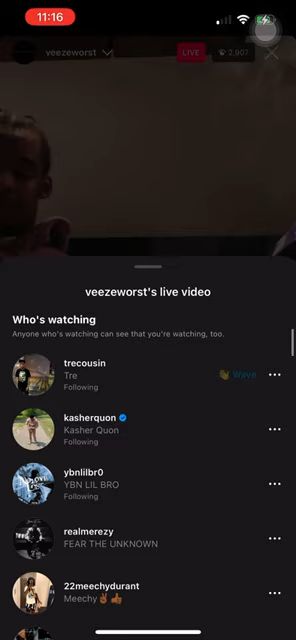 11:16
veezeworst
LIVE
2,907
veezeworst's live video
Who's watching
Anyone who's watching can see that you're watching, too.
trecousin
Tre
Following
👋 Wave
kasherquon
Kasher Quon
Following
ybnlilbr0
YBN LIL BRO
Following
realmerezy
FEAR THE UNKNOWN
22meechydurant
Meechy✌🏾👍🏾